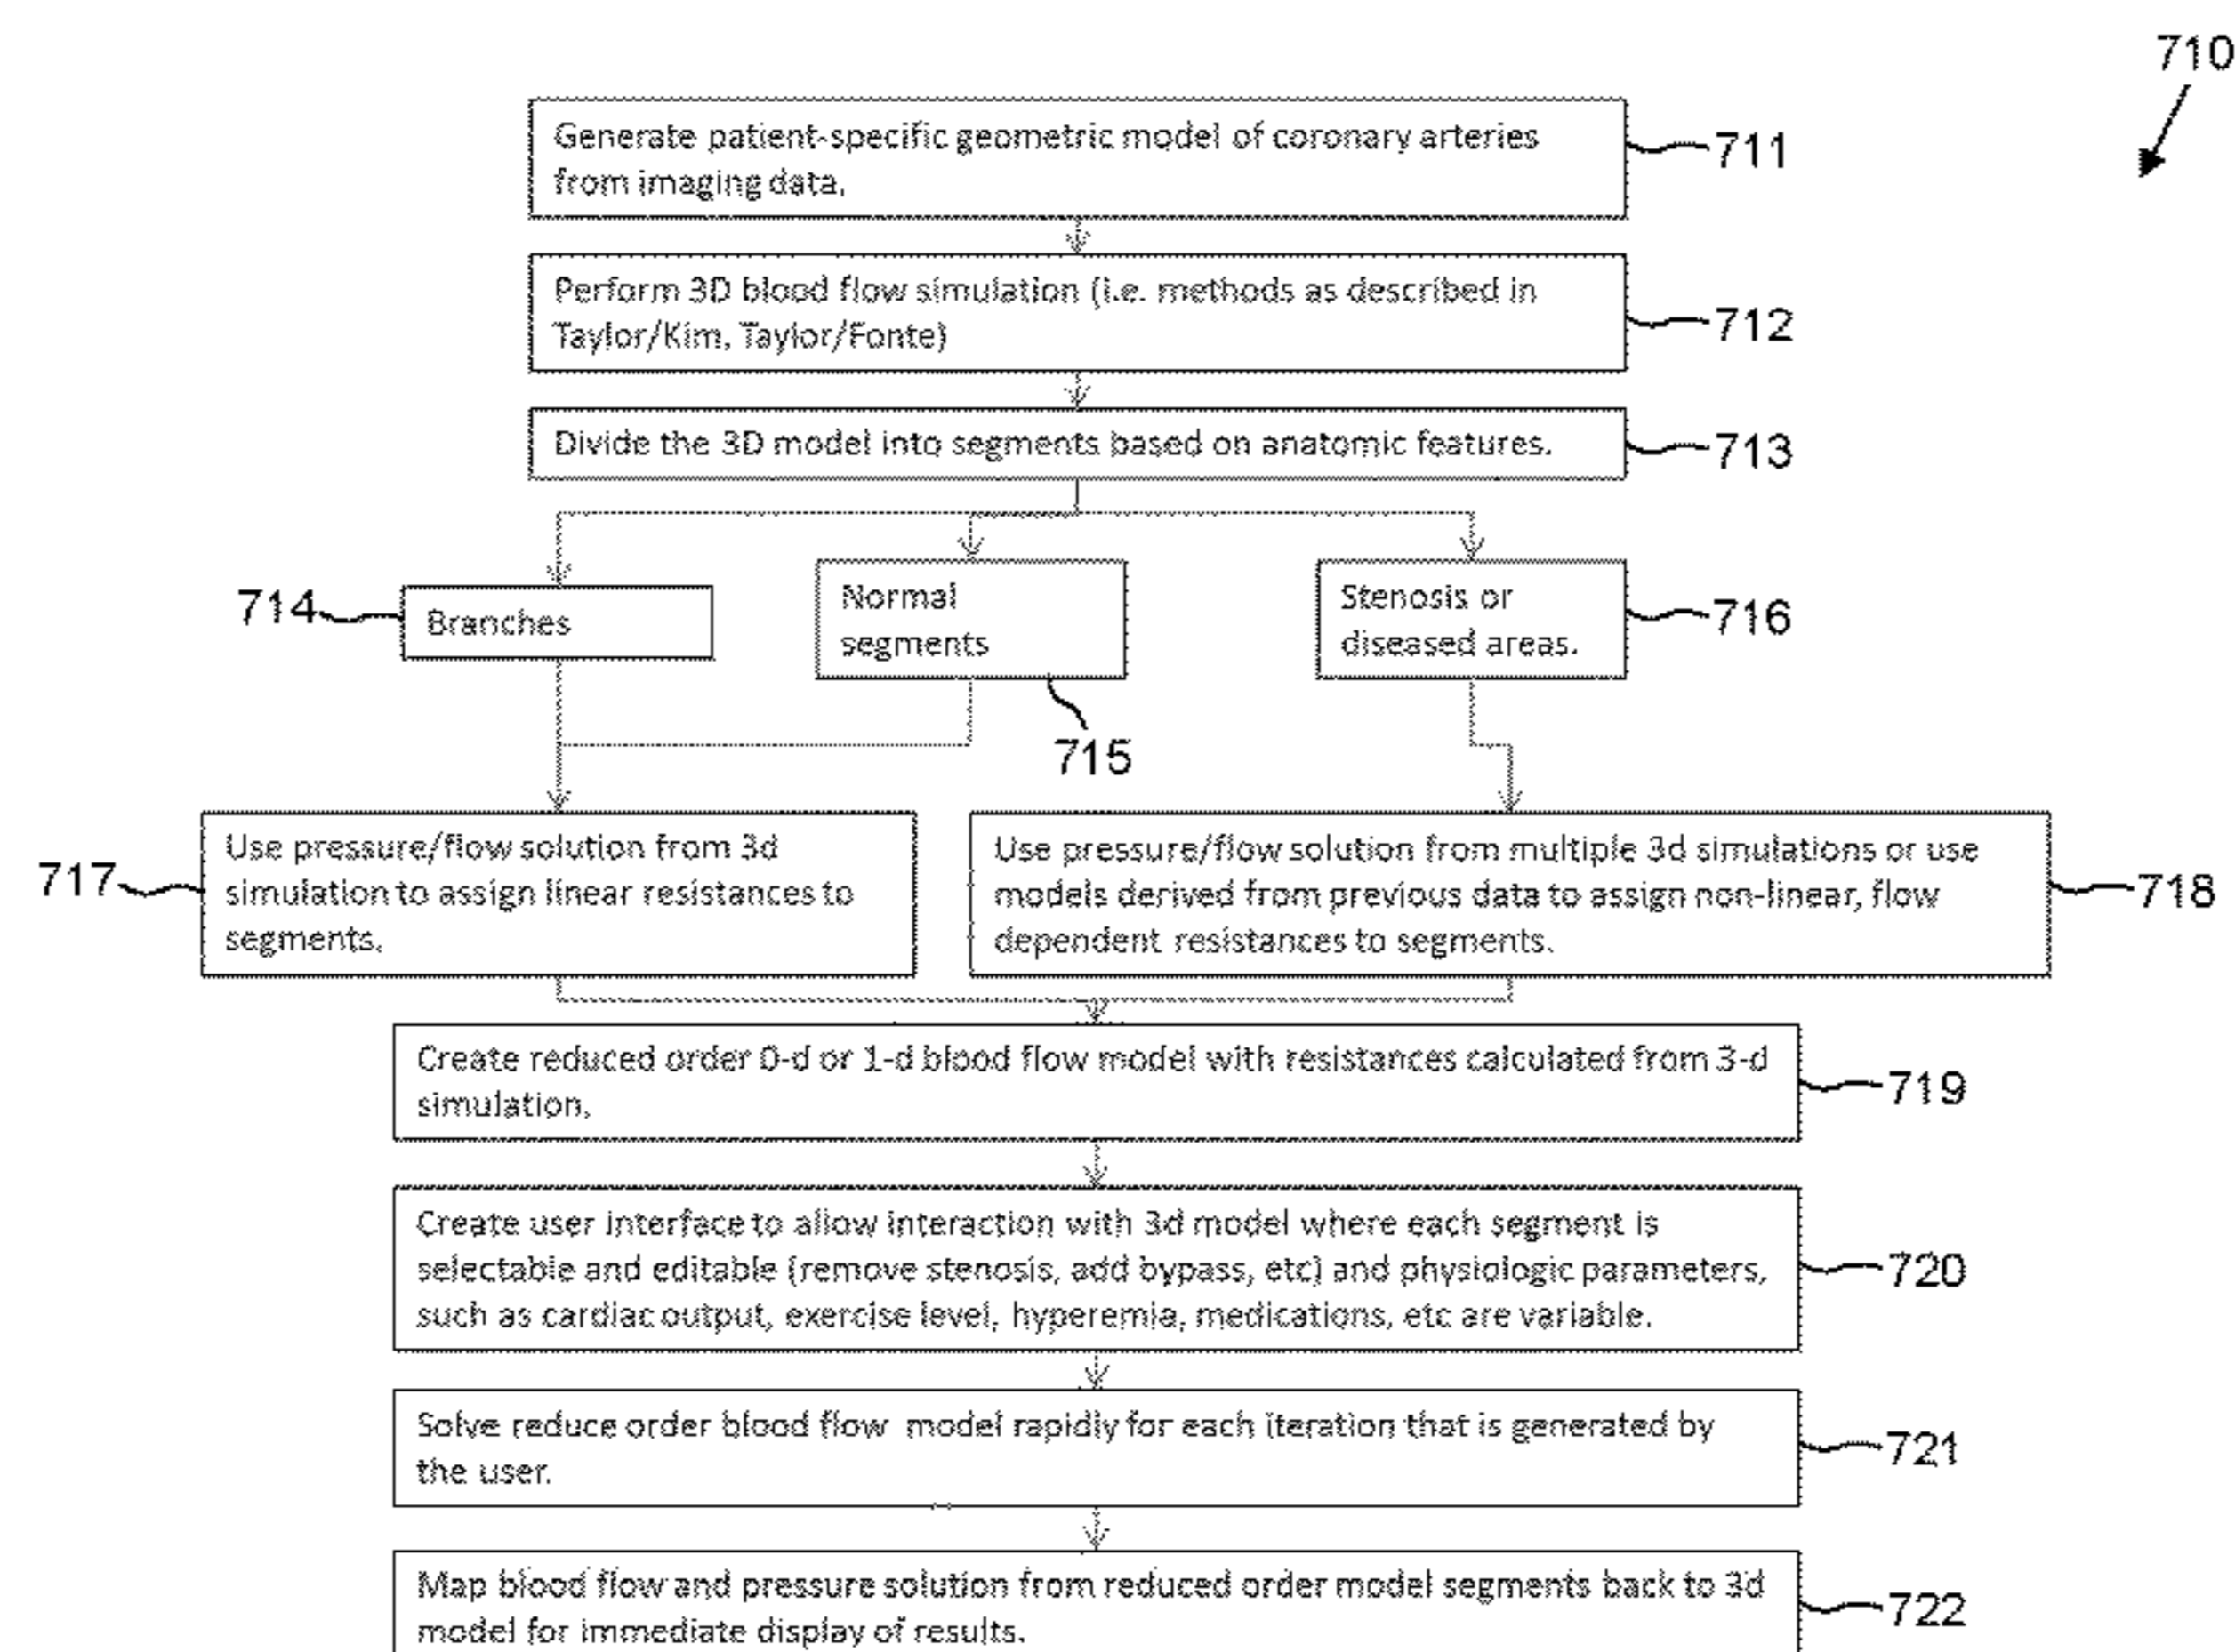 710
Generate patient-specific geometric model of coronary arteries
from imaging data.
711
Perform 3D blood flow simulation (i.e. methods as described in
Taylor/Kim, Taylor/Fonte)
712
Divide the 3D model into segments based on anatomic features.
713
714
Branches
Normal
segments
715
Stenosis or
diseased areas.
716
717
Use pressure/flow solution from 3d
simulation to assign linear resistances to
segments.
Use pressure/flow solution from multiple 3d simulations or use
models derived from previous data to assign non-linear, flow
dependent resistances to segments.
718
Create reduced order 0-d or 1-d blood flow model with resistances calculated from 3-d
simulation.
719
Create user interface to allow interaction with 3d model where each segment is
selectable and editable (remove stenosis, add bypass, etc) and physiologic parameters,
such as cardiac output, exercise level, hyperemia, medications, etc are variable.
720
Solve reduce order blood flow model rapidly for each iteration that is generated by
the user.
721
Map blood flow and pressure solution from reduced order model segments back to 3d
model for immediate display of results.
722